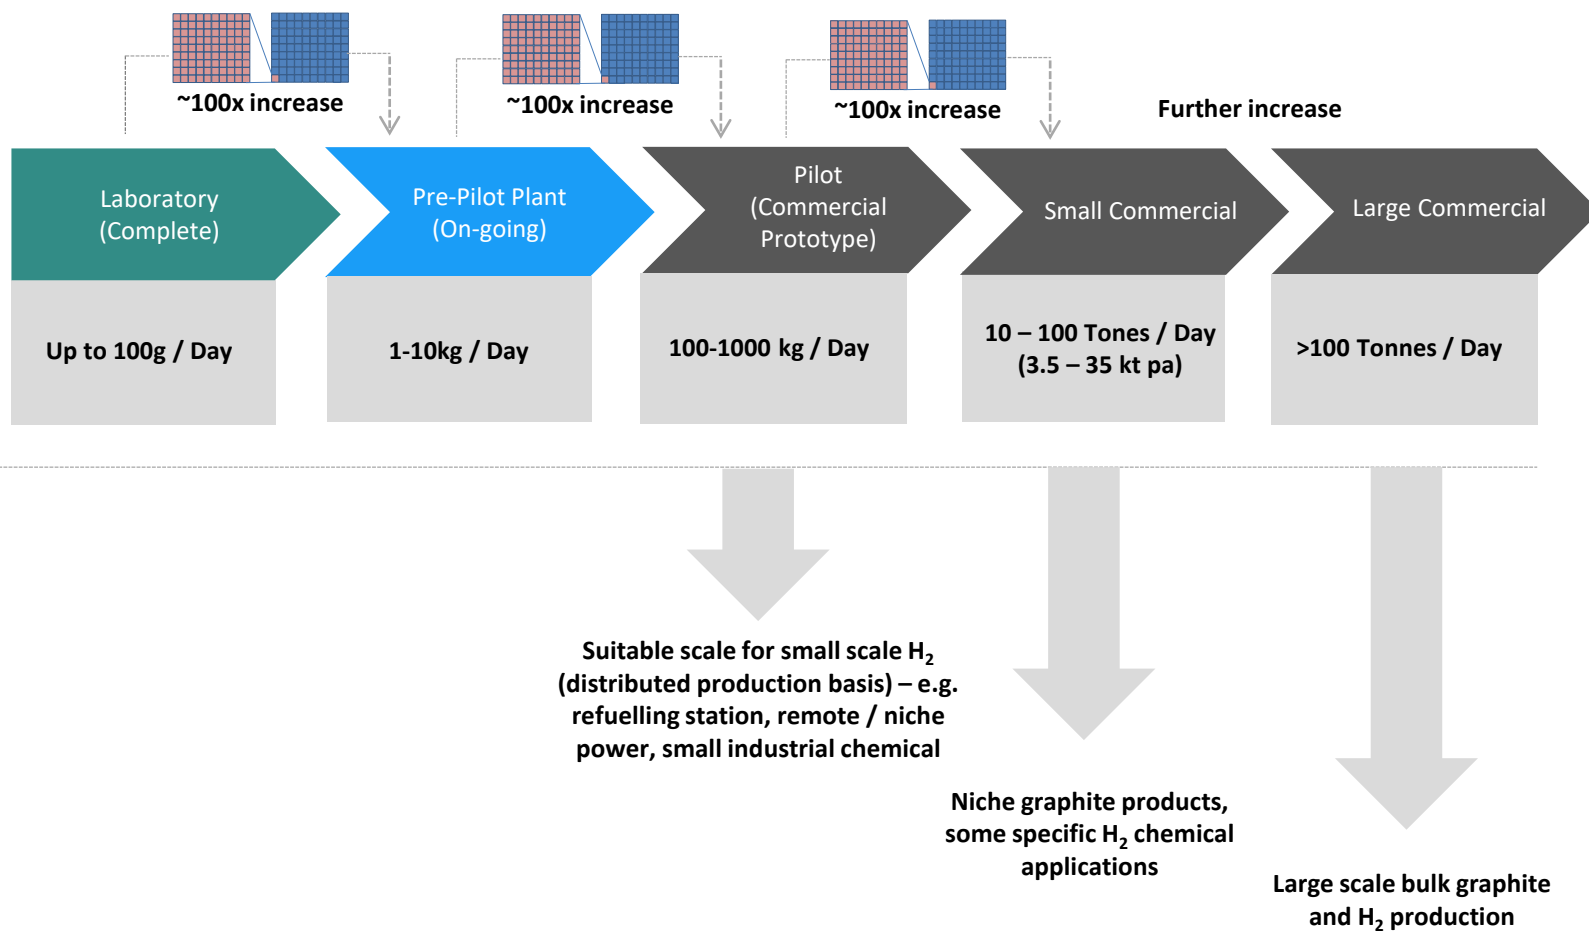 ~100x increase
~100x increase
~100x increase
Further increase
Laboratory
(Complete)
Pre-Pilot Plant
(On-going)
Pilot
(Commercial
Prototype)
Small Commercial
Large Commercial
Up to 100g / Day
1-10kg / Day
100-1000 kg / Day
10 – 100 Tones / Day
(3.5 – 35 kt pa)
>100 Tonnes / Day
Suitable scale for small scale H₂
(distributed production basis) – e.g.
refuelling station, remote / niche
power, small industrial chemical
Niche graphite products,
some specific H₂ chemical
applications
Large scale bulk graphite
and H₂ production